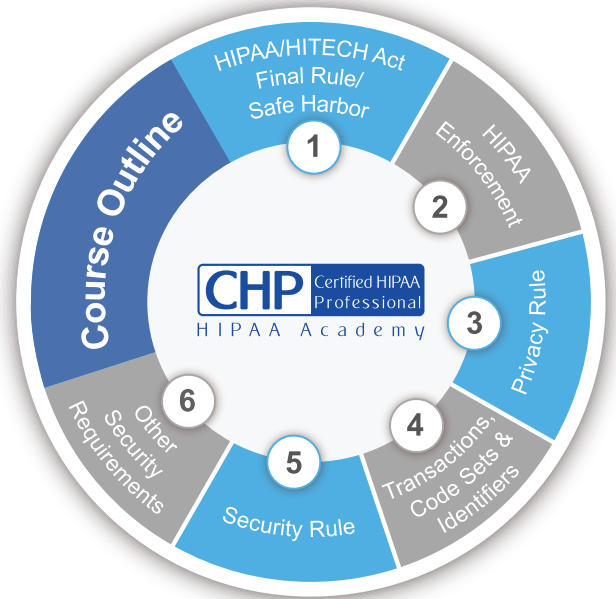 Course Outline
HIPAA/HITECH Act
Final Rule/
Safe Harbor
1
HIPAA
Enforcement
2
Privacy Rule
3
Transactions,
Code Sets &
Identifiers
4
Security Rule
5
Other
Security
Requirements
6
CHP
Certified HIPAA
Professional
HIPAA Academy